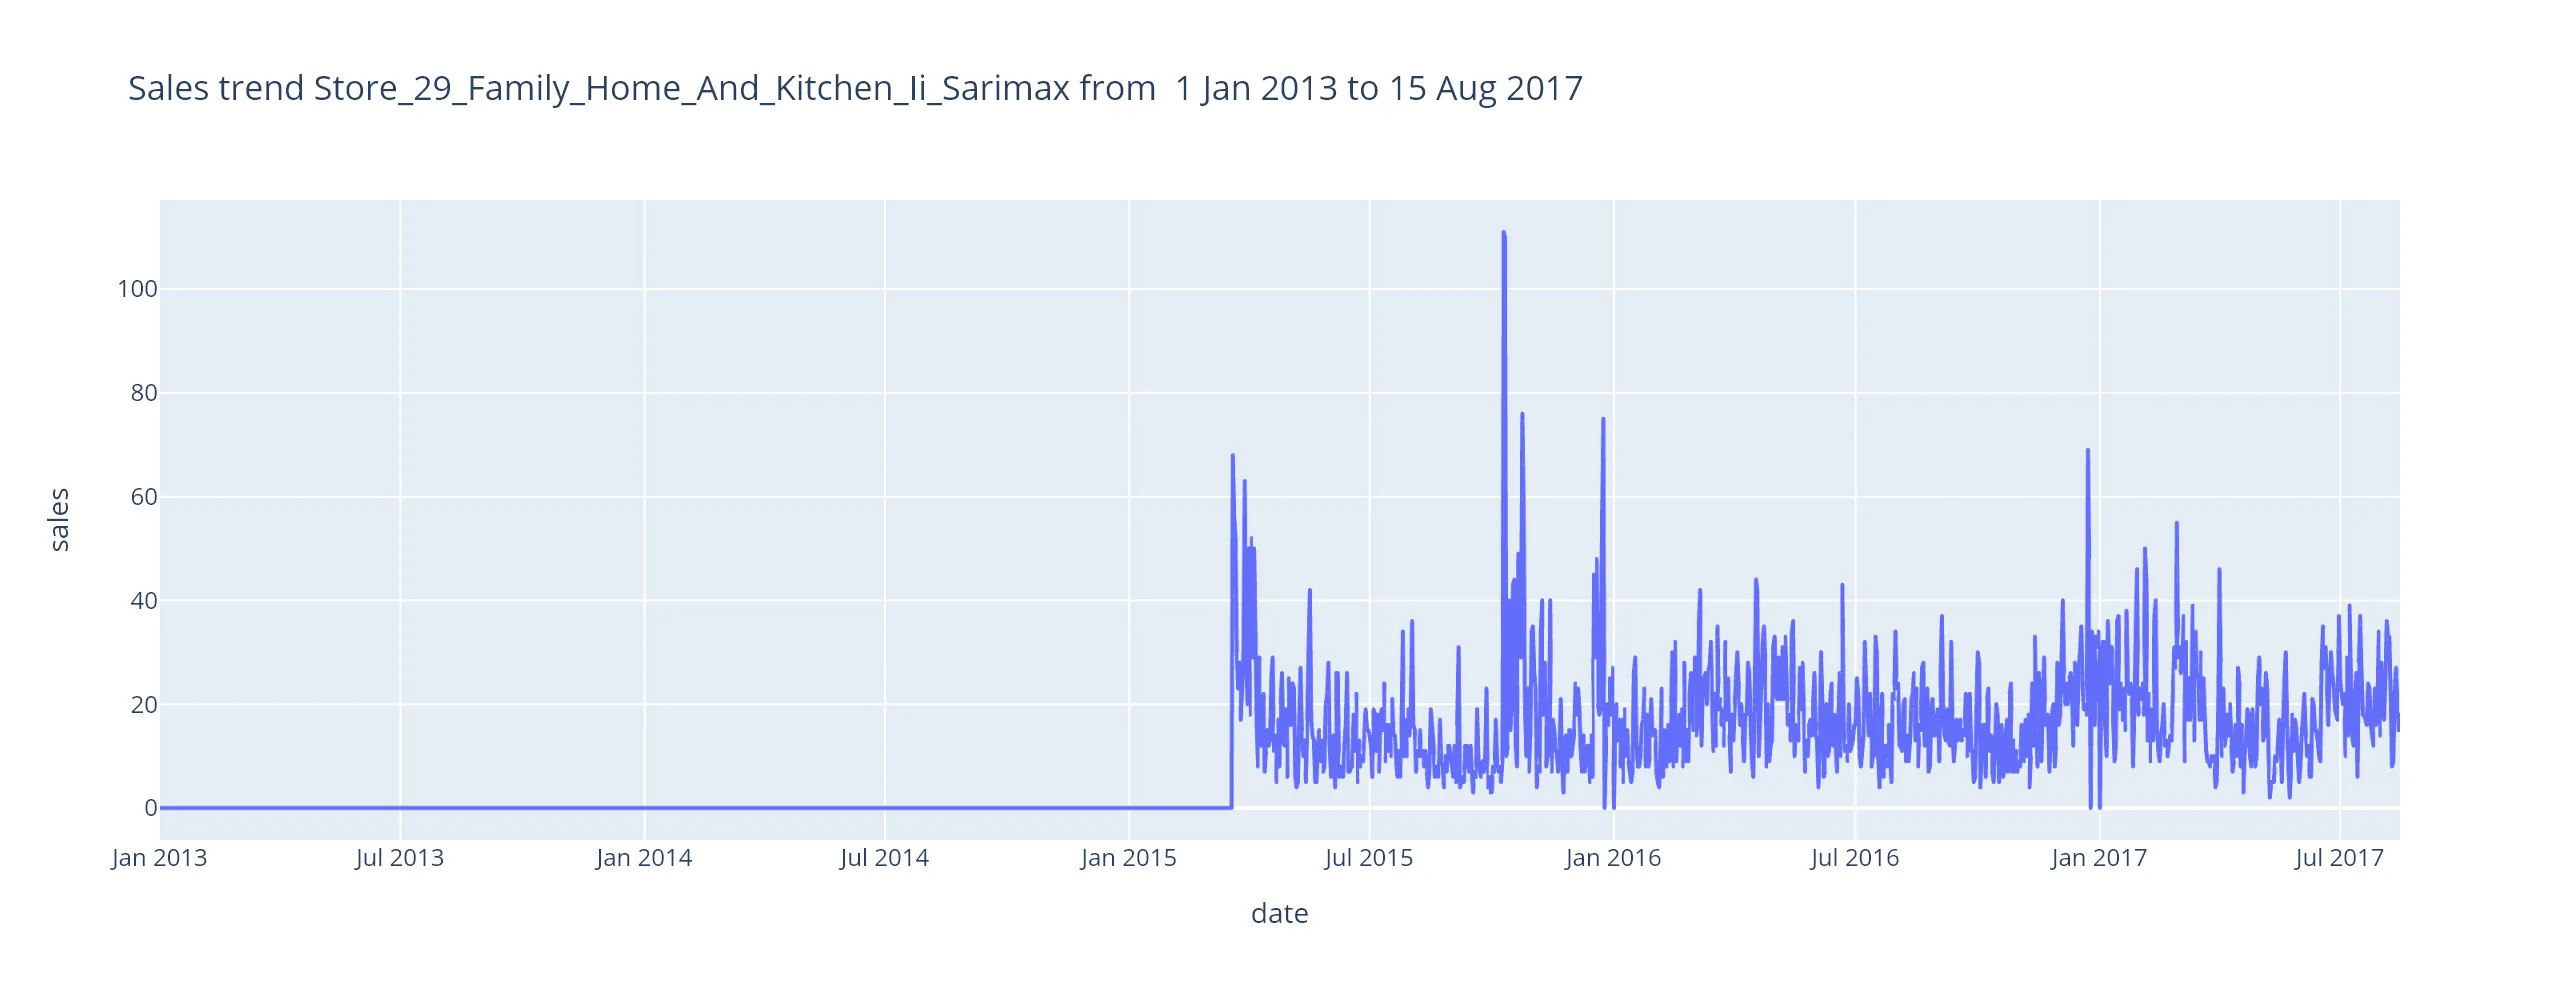 Sales trend Store_29_Family_Home_And_Kitchen_Ii_Sarimax from  1 Jan 2013 to 15 Aug 2017
100
80
60
40
20
0
sales
Jan 2013 Jul 2013 Jan 2014 Jul 2014 Jan 2015 Jul 2015 Jan 2016 Jul 2016 Jan 2017 Jul 2017
date